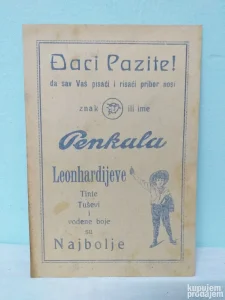 Đaci Pazite!
da sav Vaš pisaći i risaći pribor nosi
znak ili ime
Penkala
Leonhardijeve
Tinte
Tuševi
i
vodene boje
su
Najbolje
kupujem
prodajem